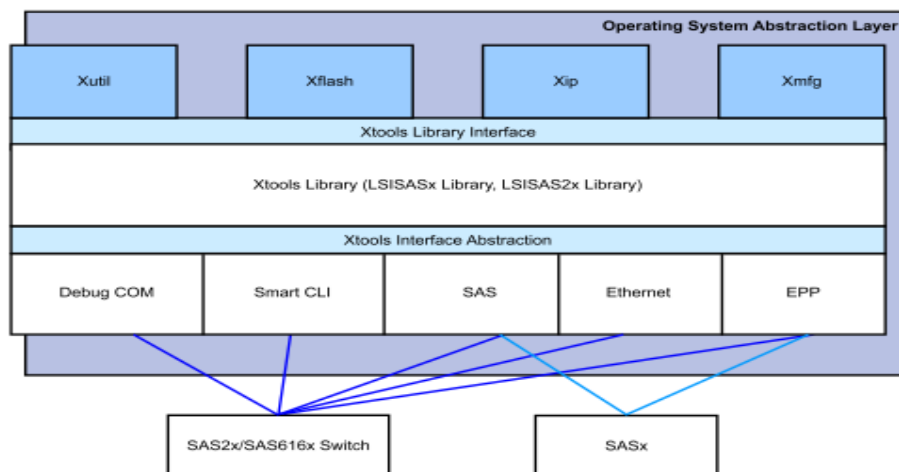 Operating System Abstraction Layer
Xutil
Xflash
Xip
Xmfg
Xtools Library Interface
Xtools Library (LSISASx Library, LSISAS2x Library)
Xtools Interface Abstraction
Debug COM
Smart CLI
SAS
Ethernet
EPP
SAS2x/SAS616x Switch
SASx